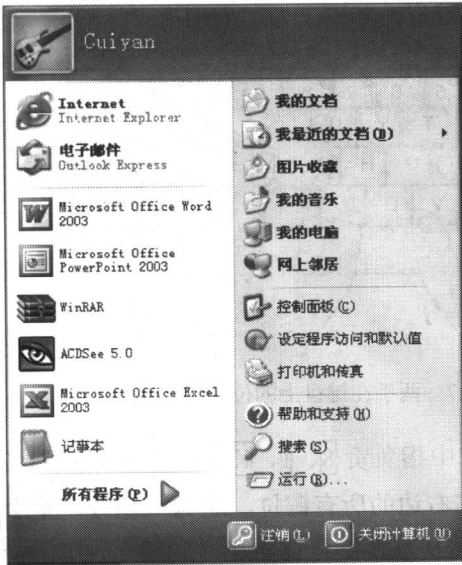 Cuiyan
Internet
Internet Explorer
电子邮件
Outlook Express
Microsoft Office Word
2003
Microsoft Office
PowerPoint 2003
WinRAR
ACDSee 5.0
Microsoft Office Excel
2003
记事本
所有程序(P)
我的文档
我最近的文档(D)
图片收藏
我的音乐
我的电脑
网上邻居
控制面板(C)
设定程序访问和默认值
打印机和传真
帮助和支持(H)
搜索(S)
运行(R)...
注销(L)
关闭计算机(U)